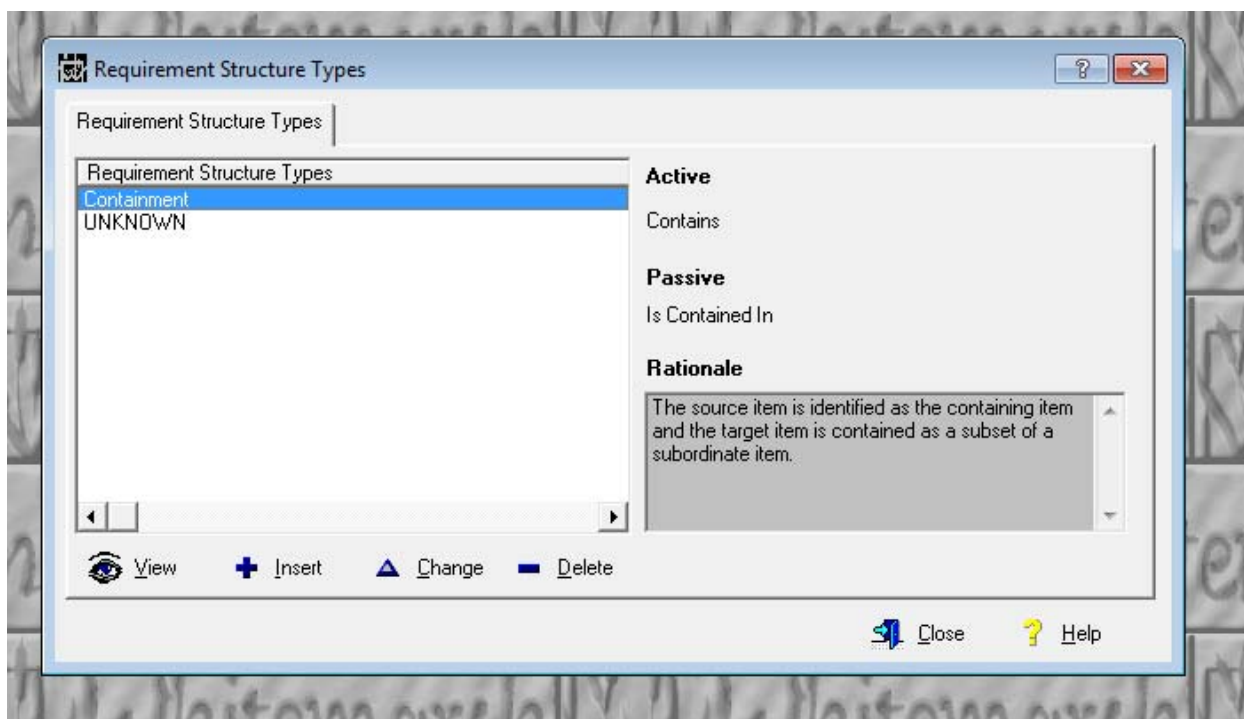 Requirement Structure Types
Requirement Structure Types
Requirement Structure Types
Containment
UNKNOWN
Active
Contains
Passive
Is Contained In
Rationale
The source item is identified as the containing item
and the target item is contained as a subset of a
subordinate item.
View Insert Change Delete
Close Help